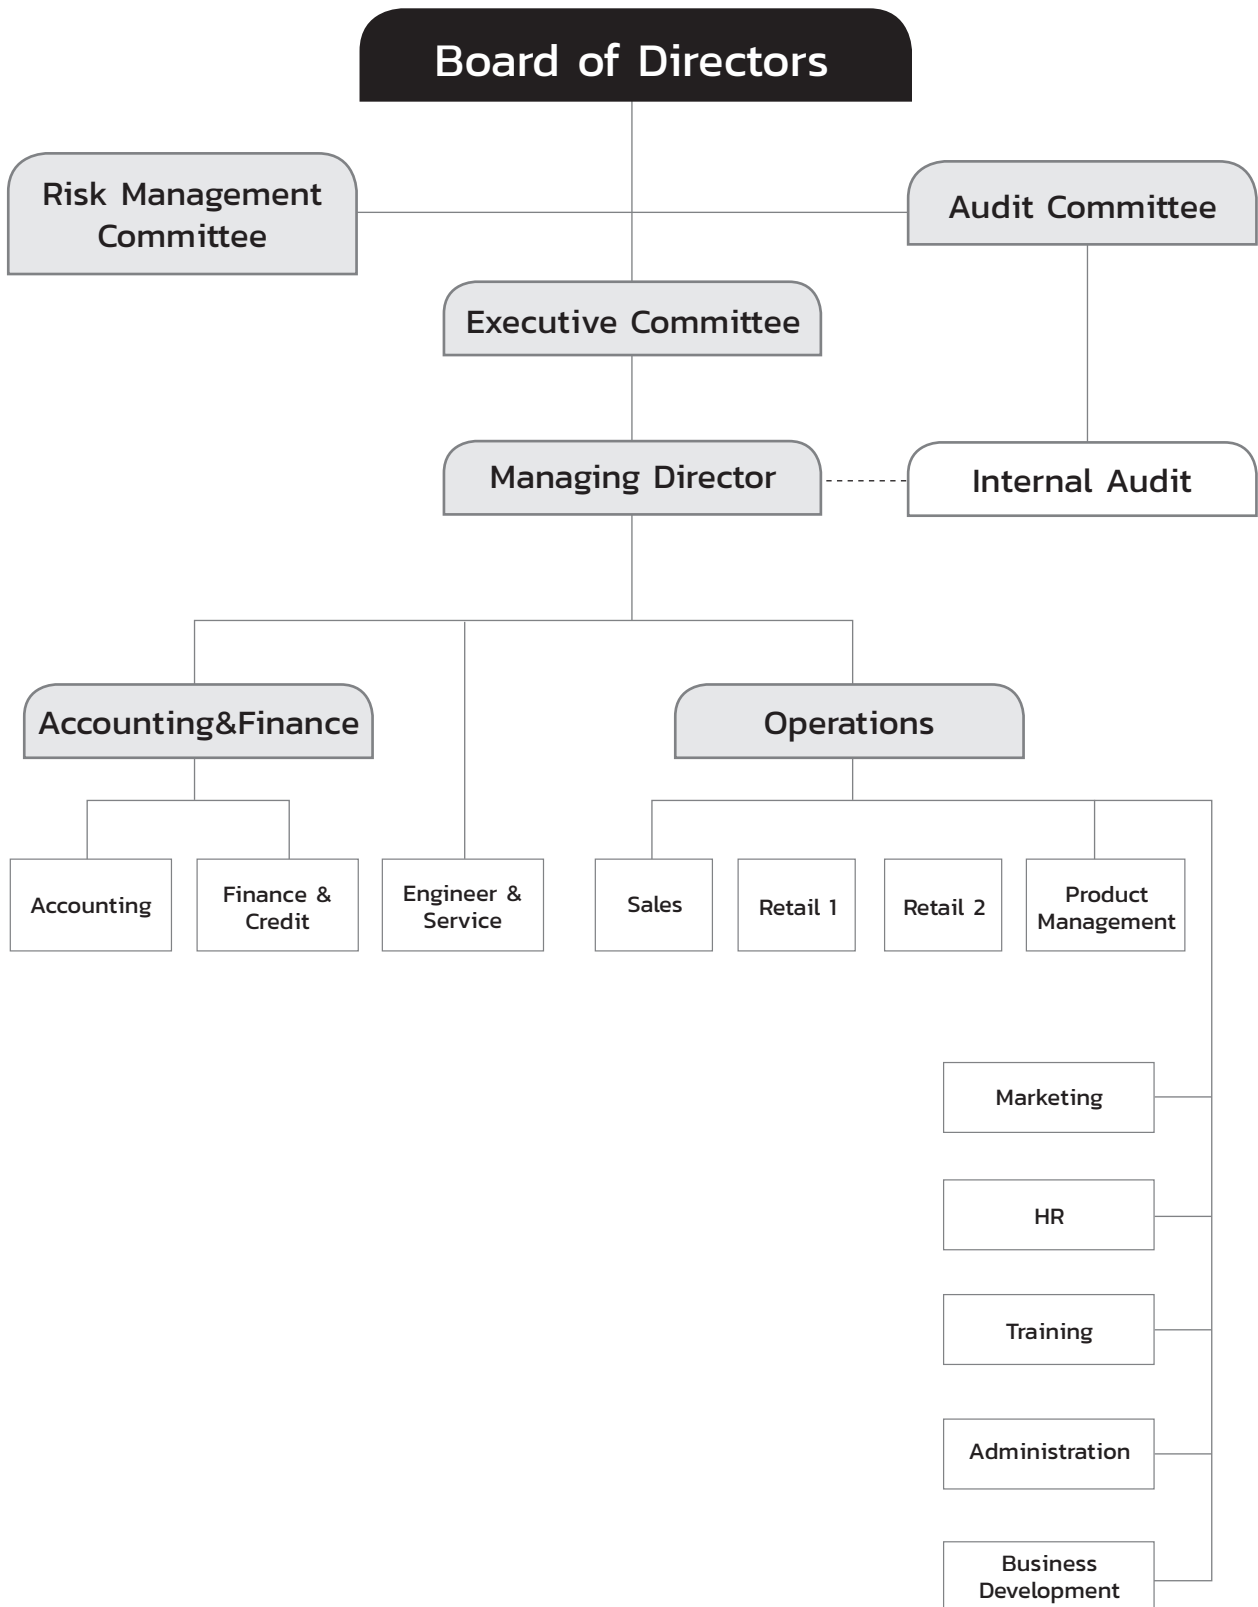 Board of Directors
Risk Management
Committee
Audit Committee
Executive Committee
Managing Director
Internal Audit
Accounting&Finance
Operations
Accounting
Finance &
Credit
Engineer &
Service
Sales
Retail 1
Retail 2
Product
Management
Marketing
HR
Training
Administration
Business
Development